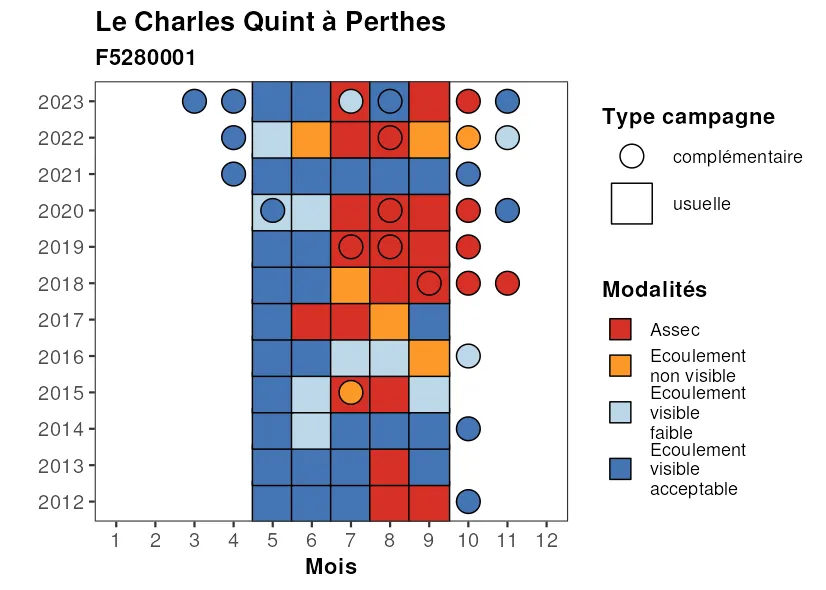 Le Charles Quint à Perthes
F5280001
2023
2022
2021
2020
2019
2018
2017
2016
2015
2014
2013
2012
1 2 3 4 5 6 7 8 9 10 11 12
Mois
Type campagne
complémentaire
usuelle
Modalités
Assec
Ecoulement
non visible
Ecoulement
visible
faible
Ecoulement
visible
acceptable